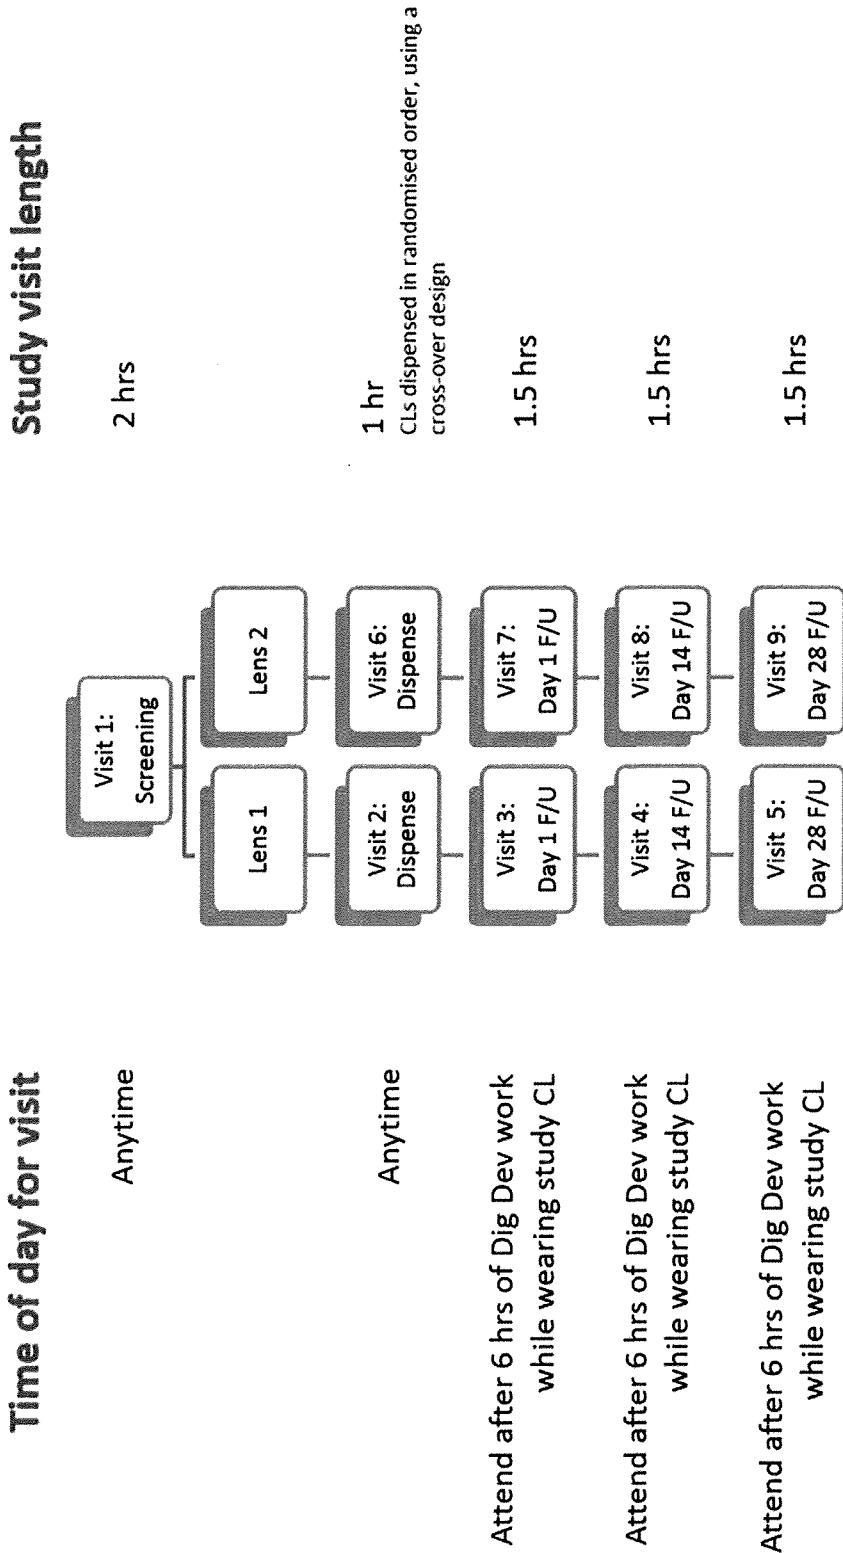 Time of day for visit
Study visit length
Anytime
Visit 1:
Screening
2 hrs
Lens 1
Lens 2
Anytime
Visit 2:
Dispense
Visit 6:
Dispense
1 hr
CLs dispensed in randomised order, using a
cross-over design
Attend after 6 hrs of Dig Dev work
while wearing study CL
Visit 3:
Day 1 F/U
Visit 7:
Day 1 F/U
1.5 hrs
Attend after 6 hrs of Dig Dev work
while wearing study CL
Visit 4:
Day 14 F/U
Visit 8:
Day 14 F/U
1.5 hrs
Attend after 6 hrs of Dig Dev work
while wearing study CL
Visit 5:
Day 28 F/U
Visit 9:
Day 28 F/U
1.5 hrs